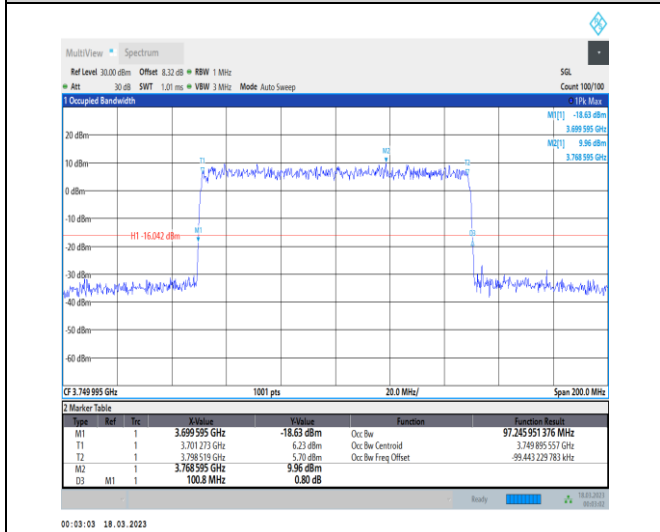 MultiView Spectrum
Ref Level 30.00 dBm Offset 8.32 dB RBW 1 MHz SGL
Att 30 dB SWT 1.01 ms VBW 3 MHz Mode Auto Sweep Count 100/100
1 Occupied Bandwidth 1Pk Max
M1[1] -18.63 dBm
3.699 595 GHz
M2[1] 9.96 dBm
3.768 595 GHz
20 dBm
M2
T1 T2
10 dBm
0 dBm
-10 dBm
M1 D3
H1 -16.042 dBm
-20 dBm
-30 dBm
-40 dBm
-50 dBm
-60 dBm
CF 3.749 995 GHz 1001 pts 20.0 MHz/ Span 200.0 MHz
2 Marker Table
Type Ref Trc X-Value Y-Value Function Function Result
M1 1 3.699 595 GHz -18.63 dBm Occ Bw 97.245 951 376 MHz
T1 1 3.701 273 GHz 6.23 dBm Occ Bw Centroid 3.749 895 557 GHz
T2 1 3.798 519 GHz 5.70 dBm Occ Bw Freq Offset -99.443 229 783 kHz
M2 1 3.768 595 GHz 9.96 dBm
D3 M1 1 100.8 MHz 0.80 dB
Ready 18.03.2023
00:03:02
00:03:03 18.03.2023